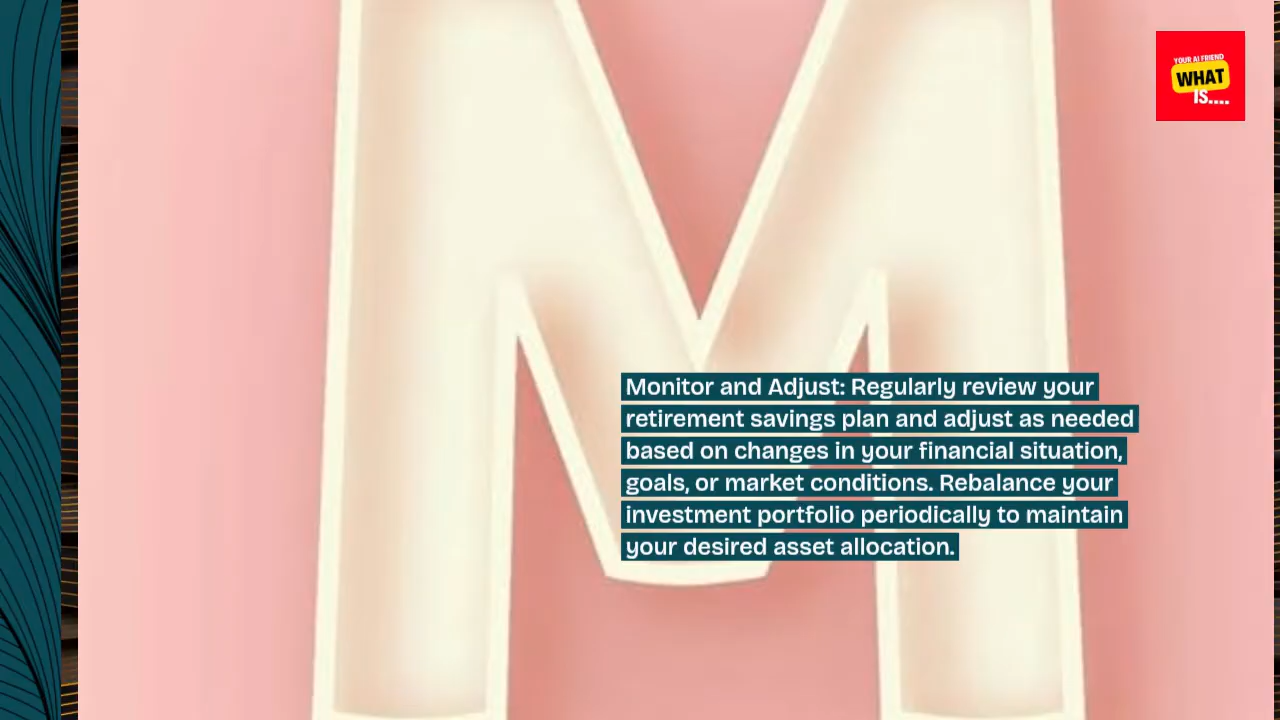 M
YOUR AI FRIEND
WHAT
IS....
Monitor and Adjust: Regularly review your
retirement savings plan and adjust as needed
based on changes in your financial situation,
goals, or market conditions. Rebalance your
investment portfolio periodically to maintain
your desired asset allocation.